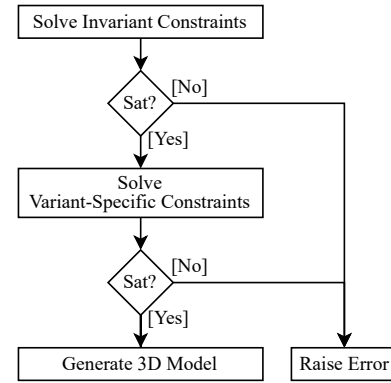 Solve Invariant Constraints
[No]
Sat?
[Yes]
Solve
Variant-Specific Constraints
[No]
Sat?
[Yes]
Generate 3D Model
Raise Error